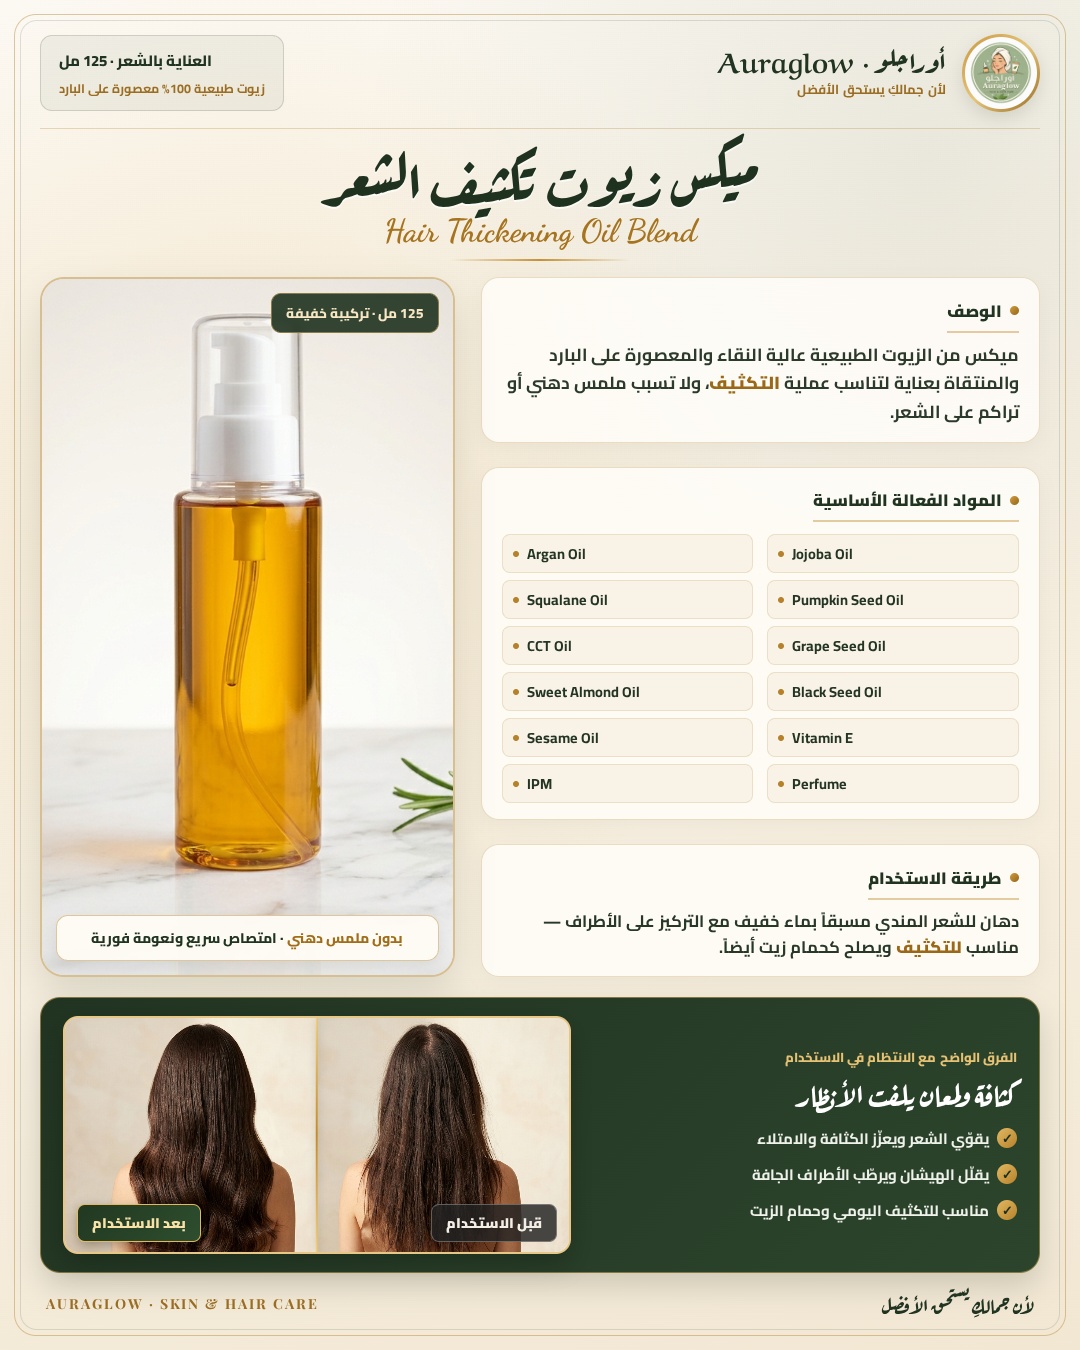 أوراجلو · Auraglow
لأن جمالكِ يستحق الأفضل
أوراجلو
Auraglow
العناية بالشعر · 125 مل
زيوت طبيعية 100% معصورة على البارد
ميكس زيوت تكثيف الشعر
Hair Thickening Oil Blend
الوصف
ميكس من الزيوت الطبيعية عالية النقاء والمعصورة على البارد
والمنتقاة بعناية لتناسب عملية التكثيف، ولا تسبب ملمس دهني أو
تراكم على الشعر.
المواد الفعالة الأساسية
Jojoba Oil
Argan Oil
Pumpkin Seed Oil
Squalane Oil
Grape Seed Oil
CCT Oil
Black Seed Oil
Sweet Almond Oil
Vitamin E
Sesame Oil
Perfume
IPM
طريقة الاستخدام
دهان للشعر المندي مسبقاً بماء خفيف مع التركيز على الأطراف —
مناسب للتكثيف ويصلح كحمام زيت أيضاً.
125 مل · تركيبة خفيفة
بدون ملمس دهني · امتصاص سريع ونعومة فورية
الفرق الواضح مع الانتظام في الاستخدام
كثافة ولمعان يلفت الأنظار
✓ يقوّي الشعر ويعزّز الكثافة والامتلاء
✓ يقلّل الهيشان ويرطّب الأطراف الجافة
✓ مناسب للتكثيف اليومي وحمام الزيت
قبل الاستخدام
بعد الاستخدام
لأن جمالكِ يستحق الأفضل
AURAGLOW · SKIN & HAIR CARE